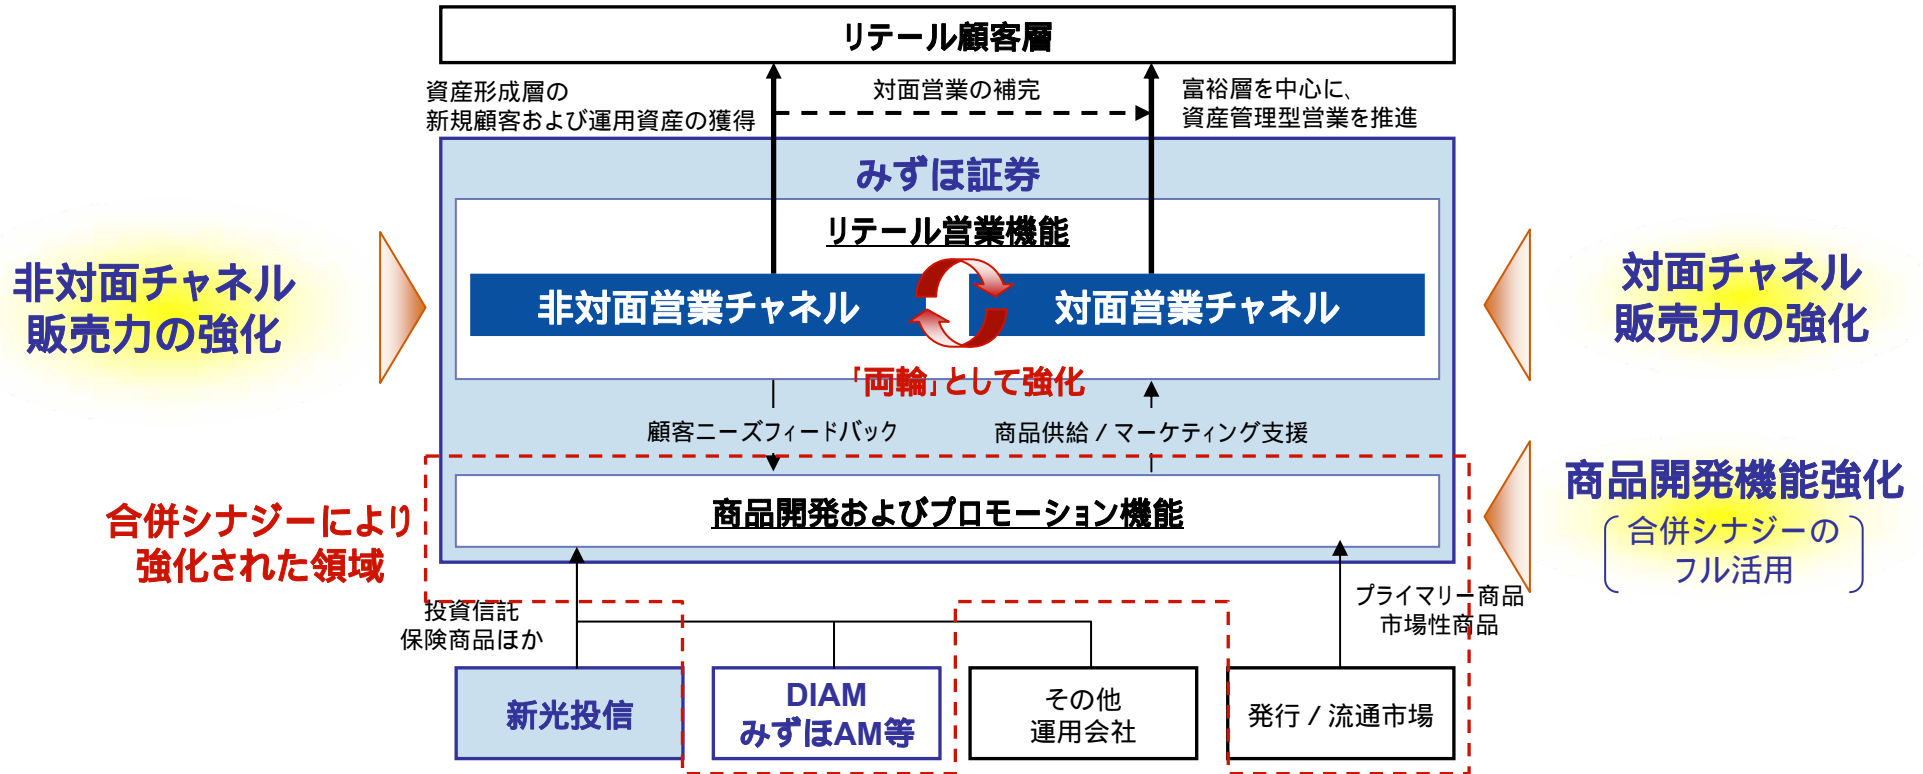 リテール顧客層
資産形成層の
新規顧客および運用資産の獲得
対面営業の補完
富裕層を中心に、
資産管理型営業を推進
みずほ証券
リテール営業機能
非対面チャネル
販売力の強化
非対面営業チャネル
対面営業チャネル
対面チャネル
販売力の強化
「両輪」として強化
顧客ニーズフィードバック
商品供給 / マーケティング支援
商品開発およびプロモーション機能
合併シナジーにより
強化された領域
商品開発機能強化
合併シナジーの
フル活用
投資信託
保険商品ほか
プライマリー商品
市場性商品
新光投信
DIAM
みずほAM等
その他
運用会社
発行 / 流通市場